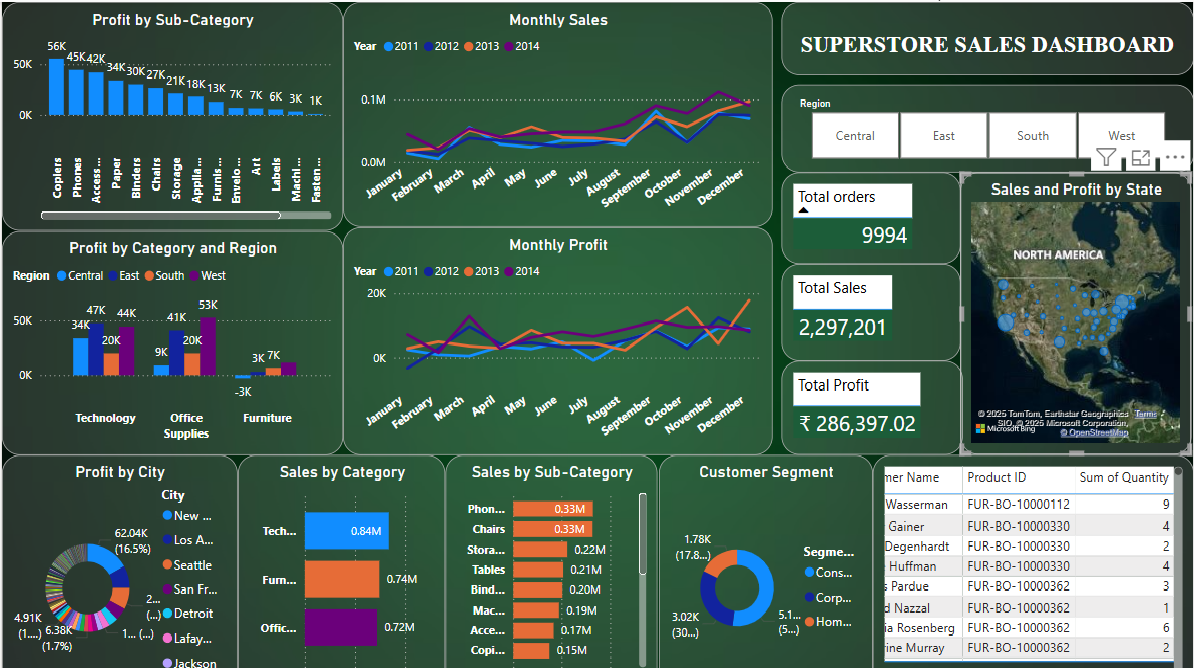 Profit by Sub-Category
56K
45K
42K
34K
30K
27K
21K
18K
13K
7K
7K
6K
3K
1K
50K
0K
Copiers
Phones
Access...
Paper
Binders
Chairs
Storage
Applia...
Furnis...
Envelo...
Art
Labels
Machi...
Fasten...
Monthly Sales
Year 2011 2012 2013 2014
0.1M
0.0M
January
February
March
April
May
June
July
August
September
October
November
December
SUPERSTORE SALES DASHBOARD
Region
Central East South West
Profit by Category and Region
Region Central East South West
50K
0K
34K
47K
20K
44K
9K
41K
20K
53K
-3K
3K
7K
Technology
Office
Supplies
Furniture
Monthly Profit
Year 2011 2012 2013 2014
20K
0K
January
February
March
April
May
June
July
August
September
October
November
December
Total orders
9994
Total Sales
2,297,201
Total Profit
₹ 286,397.02
Sales and Profit by State
NORTH AMERICA
© 2025 TomTom, Earthstar Geographics
SIO, © 2025 Microsoft Corporation,
© OpenStreetMap
Terms
Microsoft Bing
Profit by City
City
New ...
Los A...
Seattle
San Fr...
Detroit
Lafay...
Jackson
62.04K
(16.5%)
2...
(...)
1... (...)
6.38K
(1.7%)
4.91K
(1....)
Sales by Category
Tech...
0.84M
Furn...
0.74M
Offic...
0.72M
Sales by Sub-Category
Phon... 0.33M
Chairs 0.33M
Stora... 0.22M
Tables 0.21M
Bind... 0.20M
Mac... 0.19M
Acce... 0.17M
Copi... 0.15M
Customer Segment
1.78K
(17.8...)
3.02K
(30...)
5.1...
(5...)
Segme...
Cons...
Corp...
Hom...
mer Name Product ID Sum of Quantity
Wasserman FUR-BO-10000112 9
Gainer FUR-BO-10000330 4
Degenhardt FUR-BO-10000330 2
Huffman FUR-BO-10000330 4
s Pardue FUR-BO-10000362 3
d Nazzal FUR-BO-10000362 1
ia Rosenberg FUR-BO-10000362 6
rine Murray FUR-BO-10000362 2